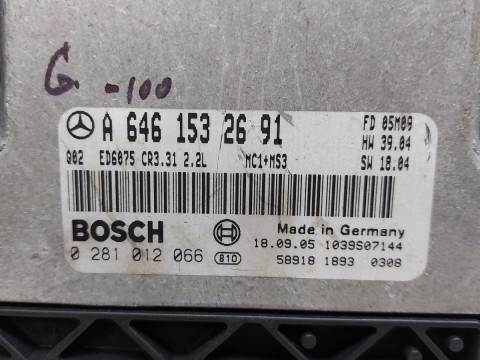 G. -100
A 646 153 26 91
FD 05M09
HW 39.04
Q02 ED6075 CR3.31 2.2L MC1+MS3
SW 18.04
BOSCH
Made in Germany
18.09.05 1039S07144
0 281 012 066 810
58918 1893 0308